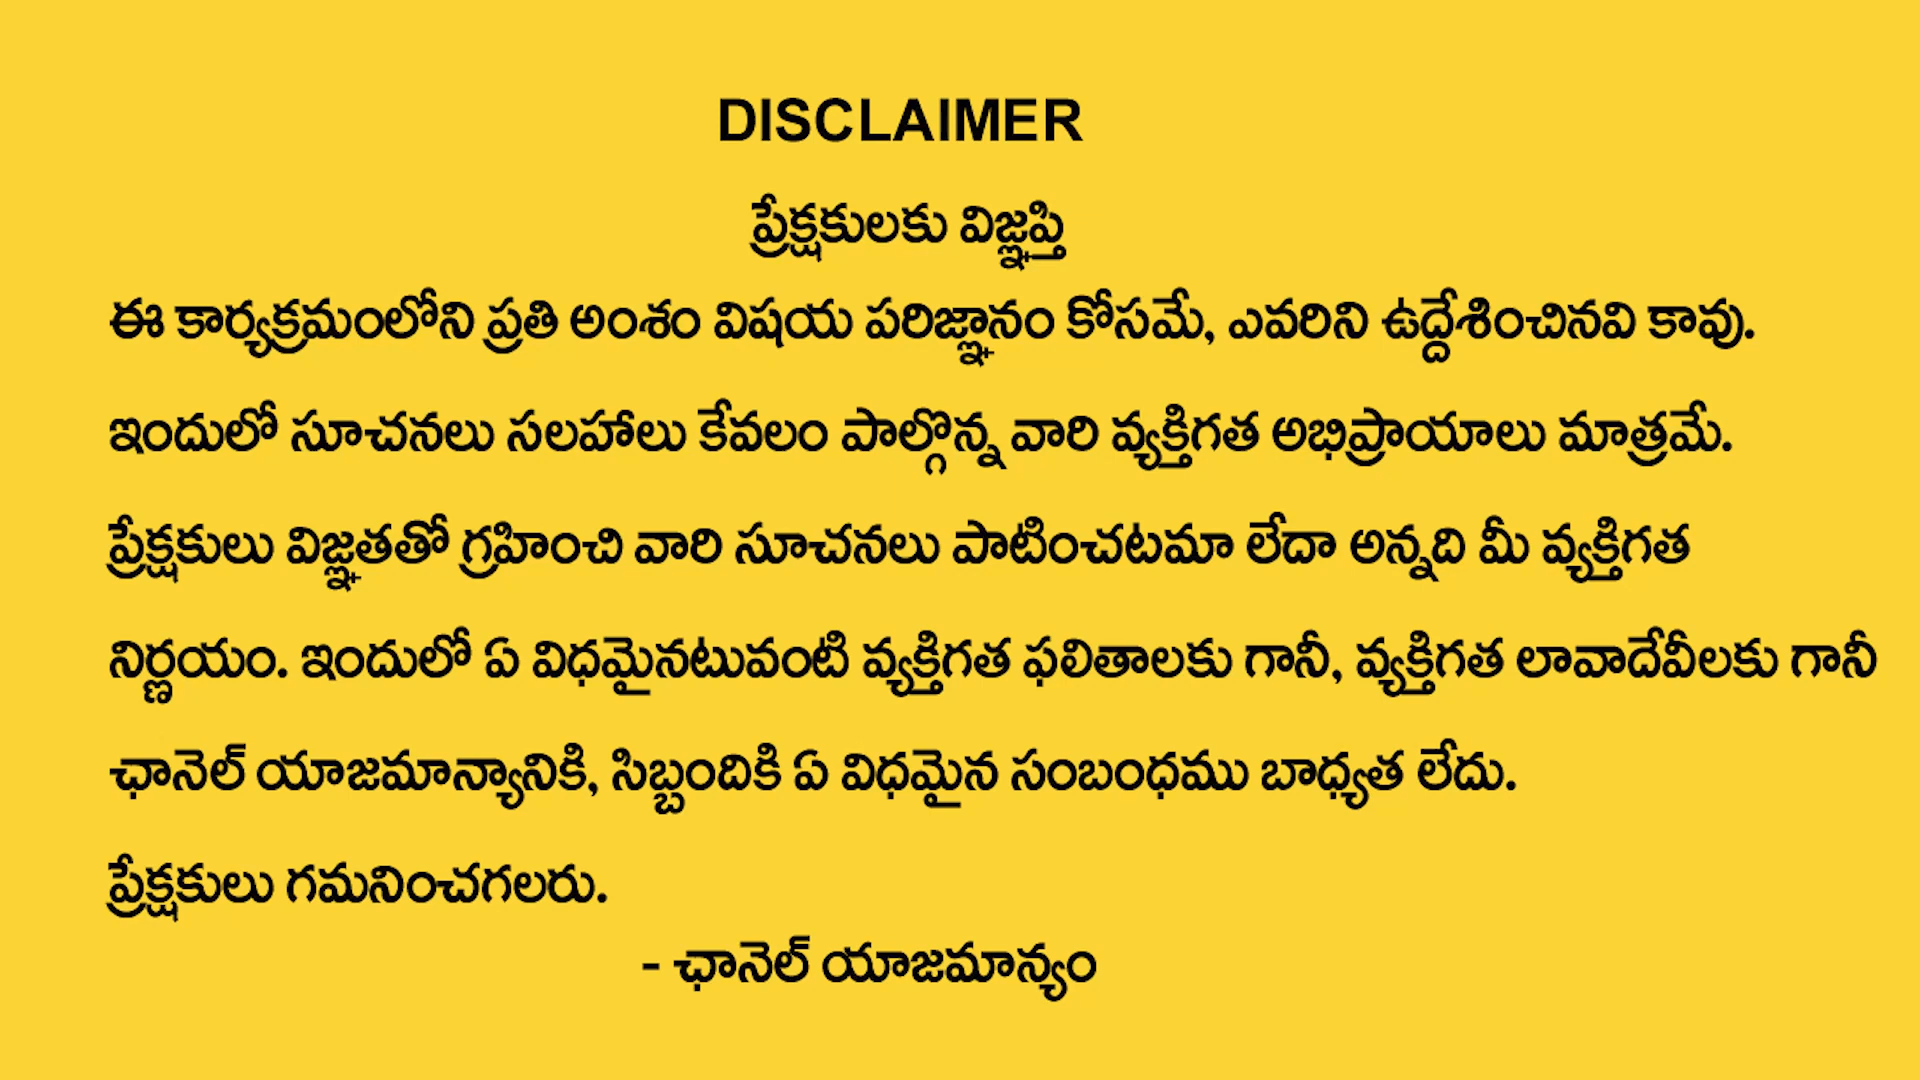 DISCLAIMER
ప్రేక్షకులకు విజ్ఞప్తి
ఈ కార్యక్రమంలోని ప్రతి అంశం విషయ పరిజ్ఞానం కోసమే, ఎవరిని ఉద్దేశించినవి కావు.
ఇందులో సూచనలు సలహాలు కేవలం పాల్గొన్న వారి వ్యక్తిగత అభిప్రాయాలు మాత్రమే.
ప్రేక్షకులు విజ్ఞతతో గ్రహించి వారి సూచనలు పాటించటమా లేదా అన్నది మీ వ్యక్తిగత
నిర్ణయం. ఇందులో ఏ విధమైనటువంటి వ్యక్తిగత ఫలితాలకు గానీ, వ్యక్తిగత లావాదేవీలకు గానీ
ఛానెల్ యాజమాన్యానికి, సిబ్బందికి ఏ విధమైన సంబంధము బాధ్యత లేదు.
ప్రేక్షకులు గమనించగలరు.
- ఛానెల్ యాజమాన్యం